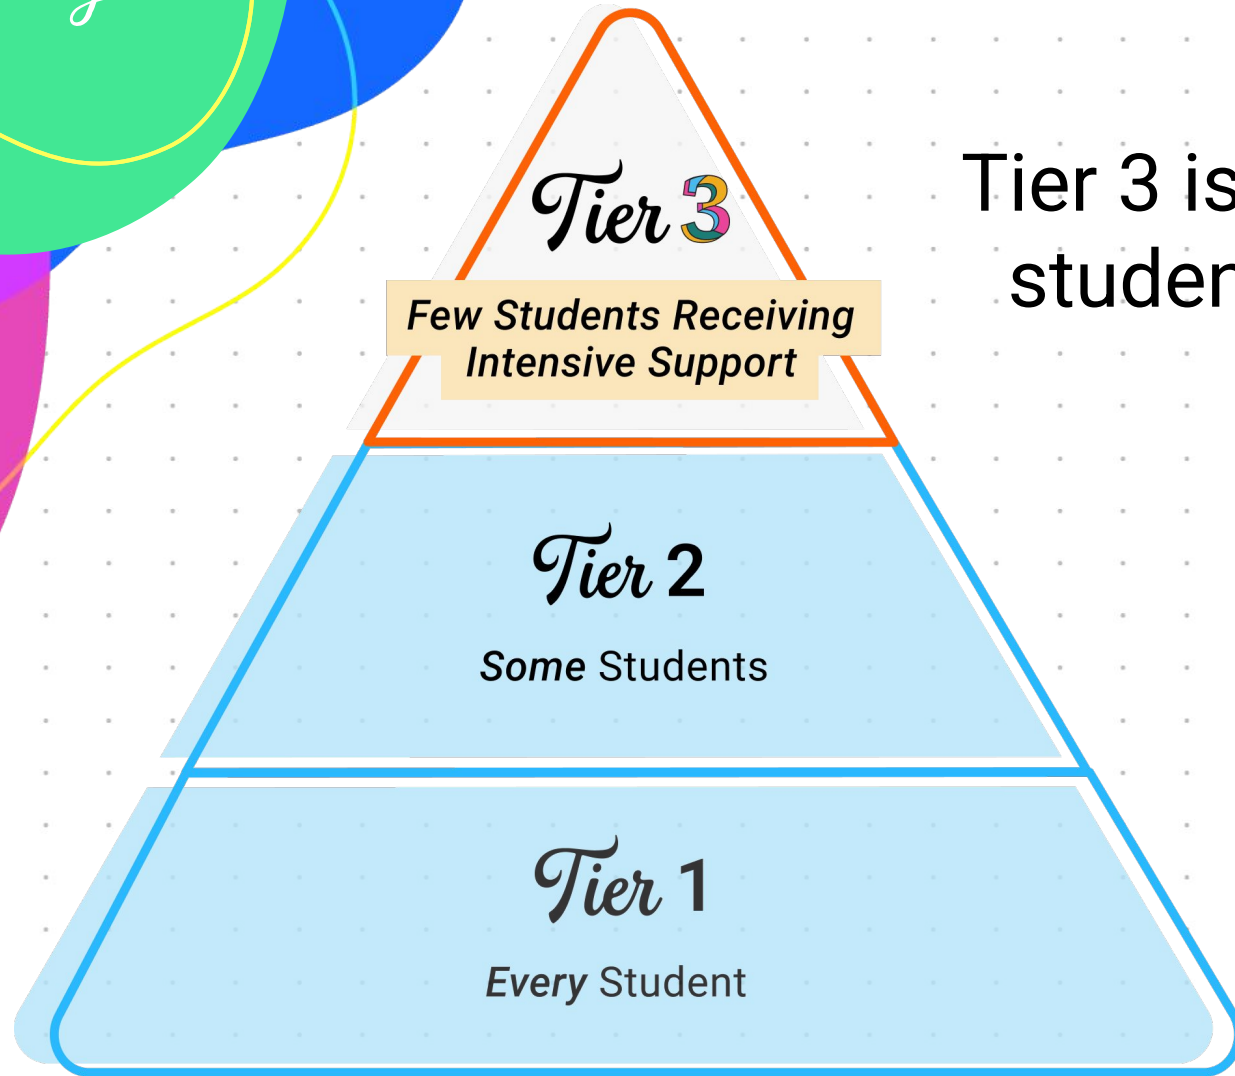 Tier 3
Few Students Receiving
Intensive Support
Tier 3 is
Tier 2
Some Students
Tier 1
Every Student